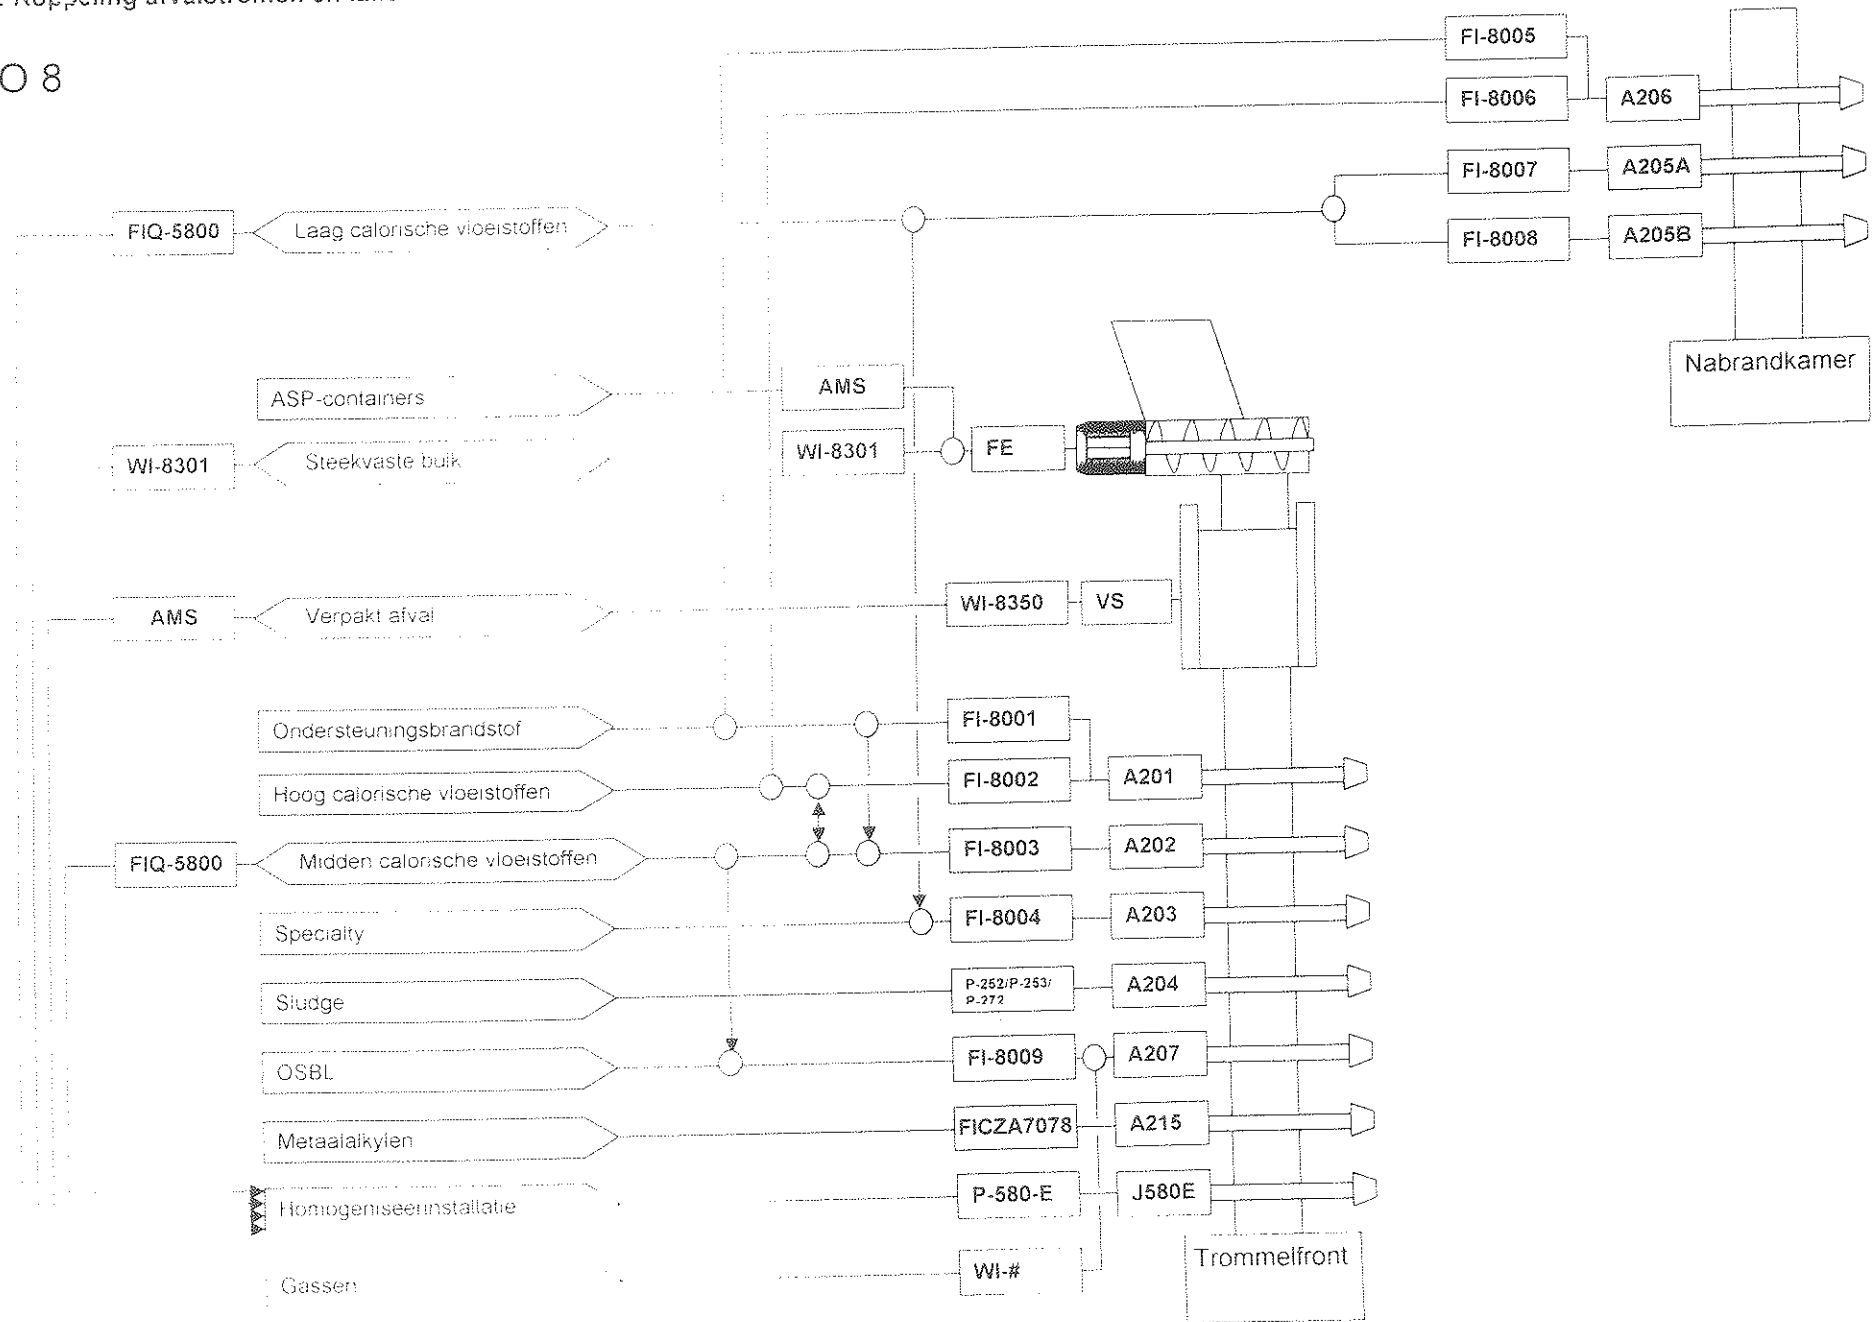 Koppeling afvalstromen en
O 8
FI-8005
FI-8006
A206
FI-8007
A205A
FIQ-5800
Laag calorische vloeistoffen
FI-8008
A205B
Nabrandkamer
ASP-containers
AMS
WI-8301
Steekvaste bulk
WI-8301
FE
AMS
Verpakt afval
WI-8350
VS
Ondersteuningsbrandstof
FI-8001
Hoog calorische vloeistoffen
FI-8002
A201
FIQ-5800
Midden calorische vloeistoffen
FI-8003
A202
Specialty
FI-8004
A203
Sludge
P-252/P-253/
P-272
A204
OSBL
FI-8009
A207
Metaalalkylen
FICZA7078
A215
Homogeniseerinstallatie
P-580-E
J580E
Gassen
WI-#
Trommelfront